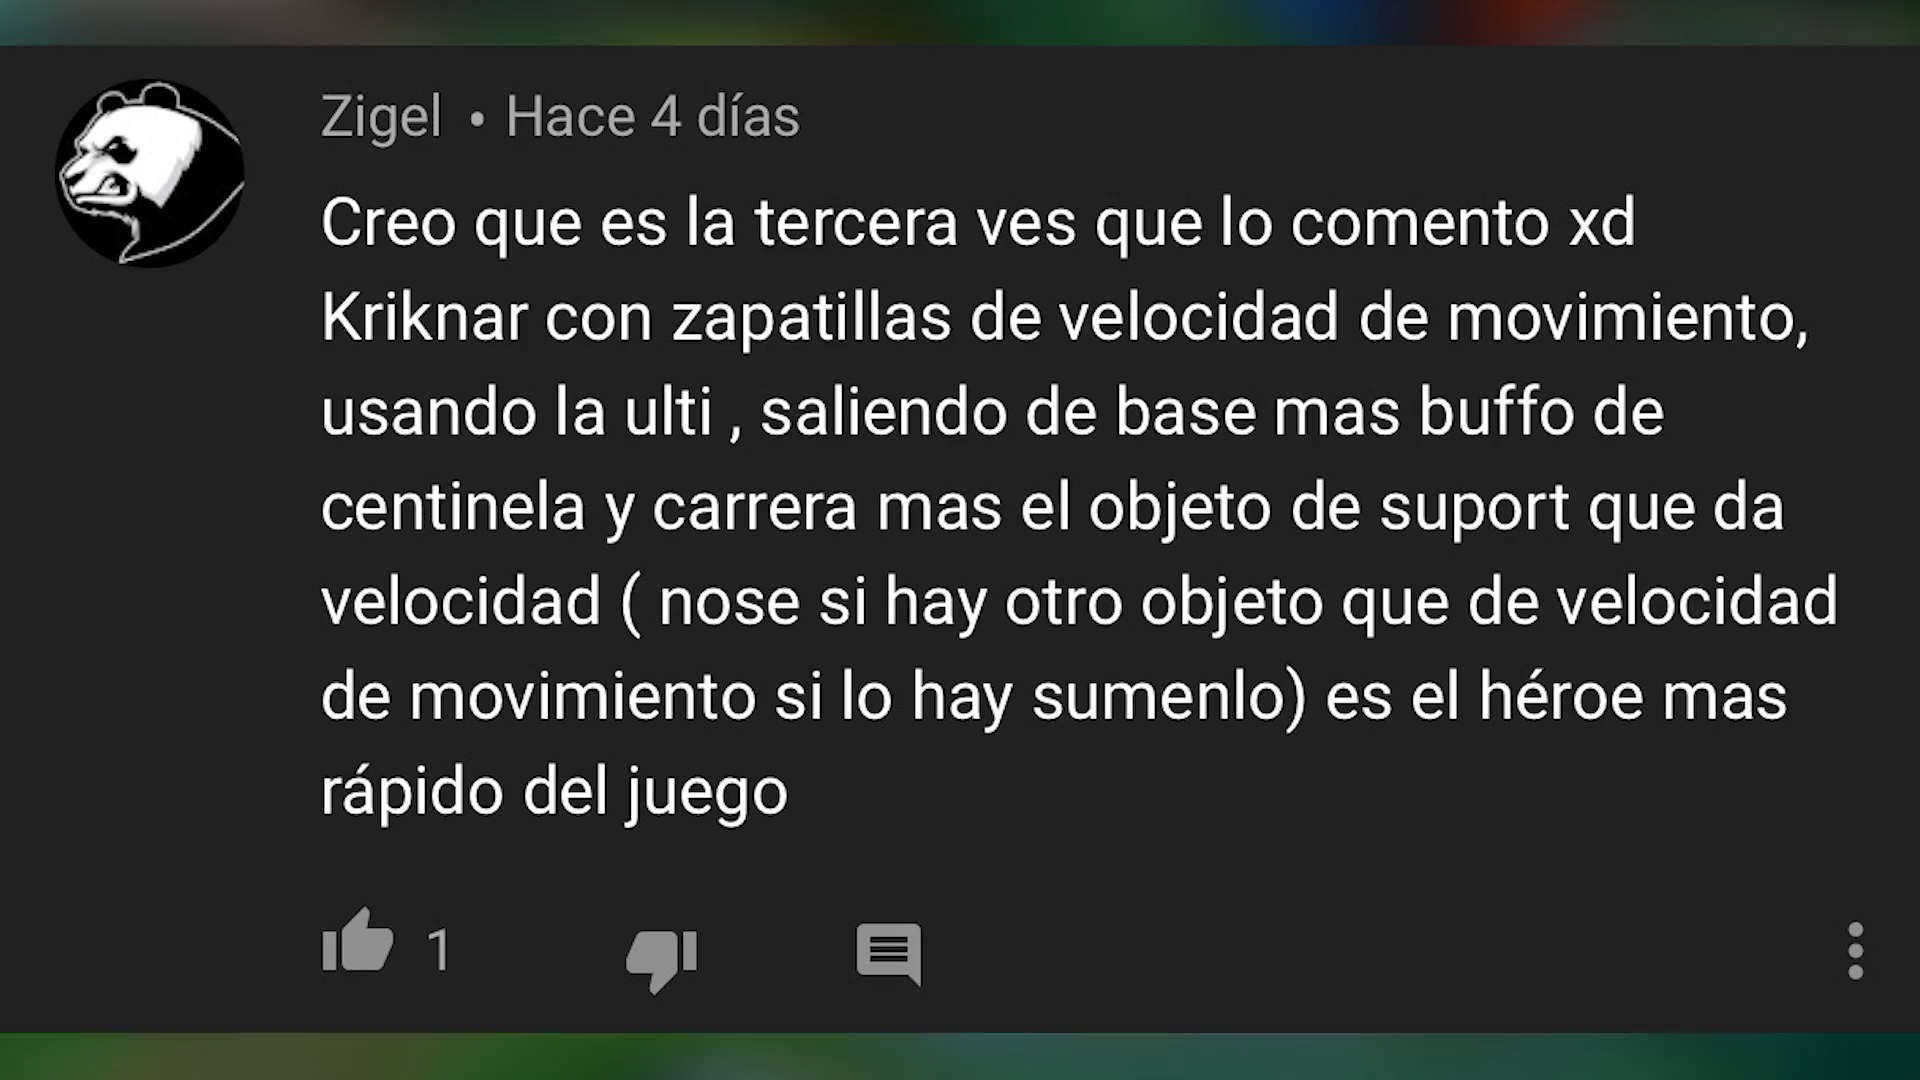 Zigel • Hace 4 días
Creo que es la tercera ves que lo comento xd
Kriknar con zapatillas de velocidad de movimiento,
usando la ulti , saliendo de base mas buffo de
centinela y carrera mas el objeto de suport que da
velocidad ( nose si hay otro objeto que de velocidad
de movimiento si lo hay sumenlo) es el héroe mas
rápido del juego
1